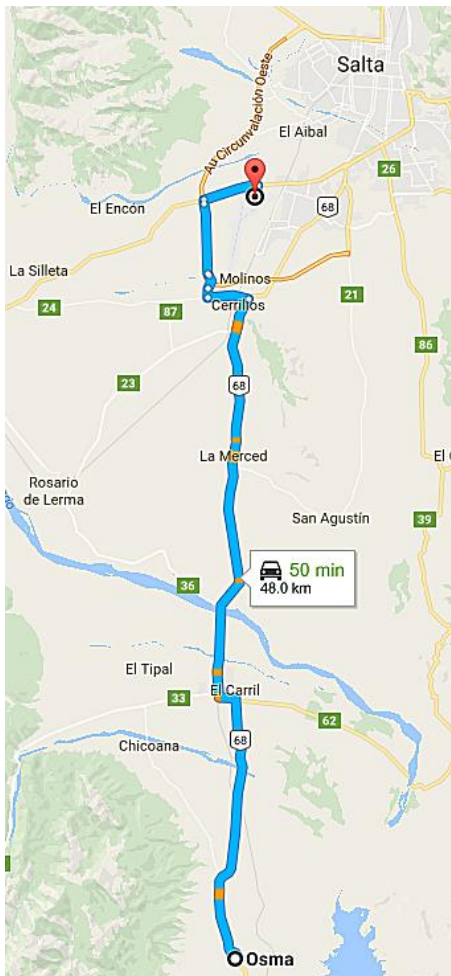 Salta
Au Circunvalación Oeste
El Aibal
26
El Encón
68
La Silleta
Molinos
24
87
Cerrillos
21
86
23
68
La Merced
El C
Rosario
de Lerma
San Agustín
39
50 min
48.0 km
36
El Tipal
33
El Carril
62
68
Chicoana
Osma